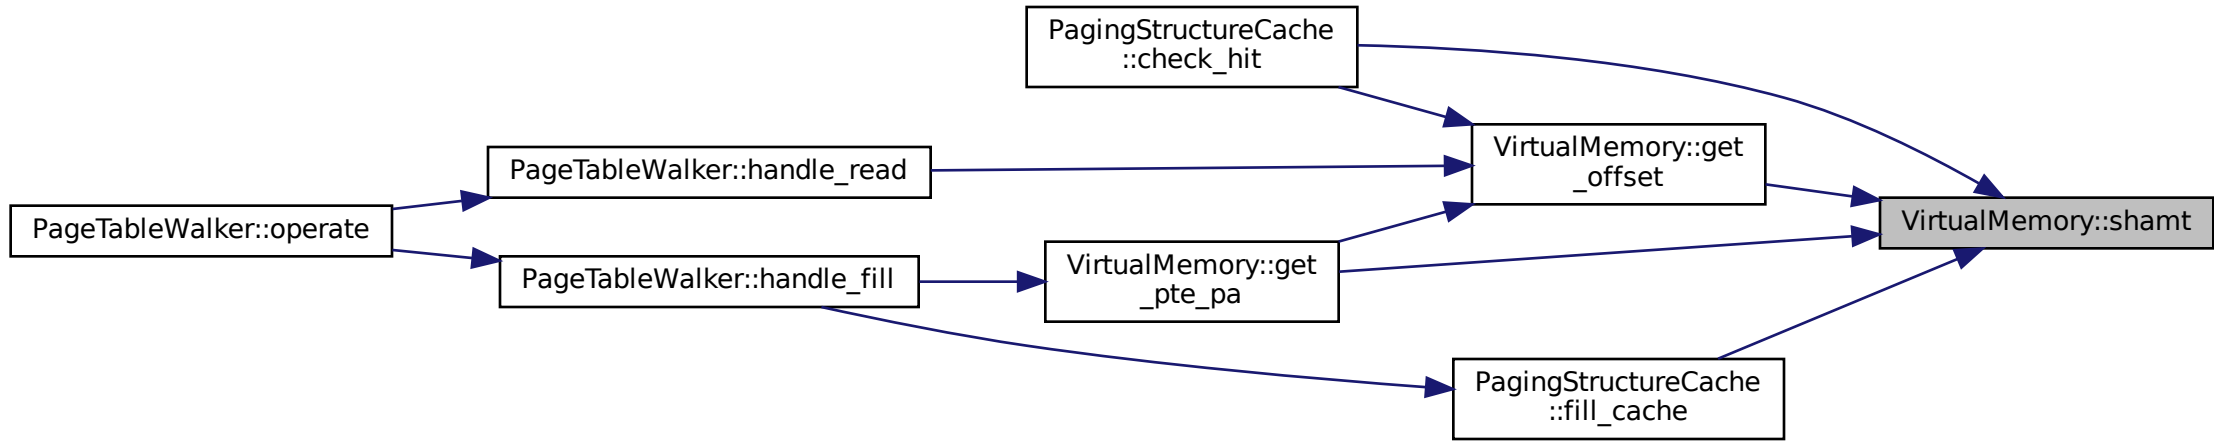 PagingStructureCache
::check_hit
VirtualMemory::get
_offset
PageTableWalker::handle_read
VirtualMemory::shamt
PageTableWalker::operate
VirtualMemory::get
_pte_pa
PageTableWalker::handle_fill
PagingStructureCache
::fill_cache